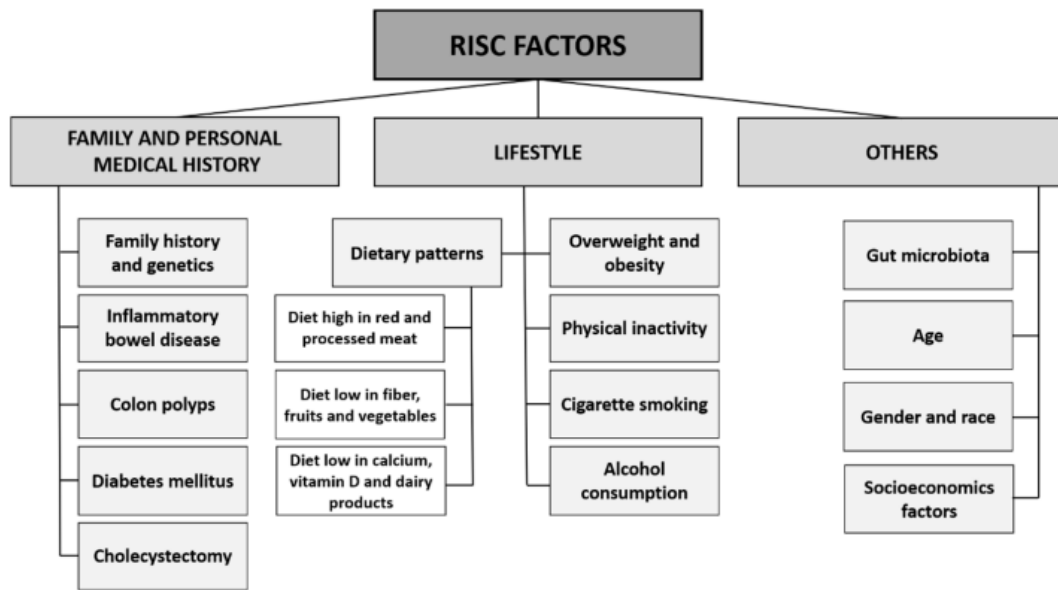 RISC FACTORS
FAMILY AND PERSONAL
MEDICAL HISTORY
Family history
and genetics
Inflammatory
bowel disease
Colon polyps
Diabetes mellitus
Cholecystectomy
LIFESTYLE
Dietary patterns
Diet high in red and
processed meat
Diet low in fiber,
fruits and vegetables
Diet low in calcium,
vitamin D and dairy
products
Overweight and
obesity
Physical inactivity
Cigarette smoking
Alcohol
consumption
OTHERS
Gut microbiota
Age
Gender and race
Socioeconomics
factors